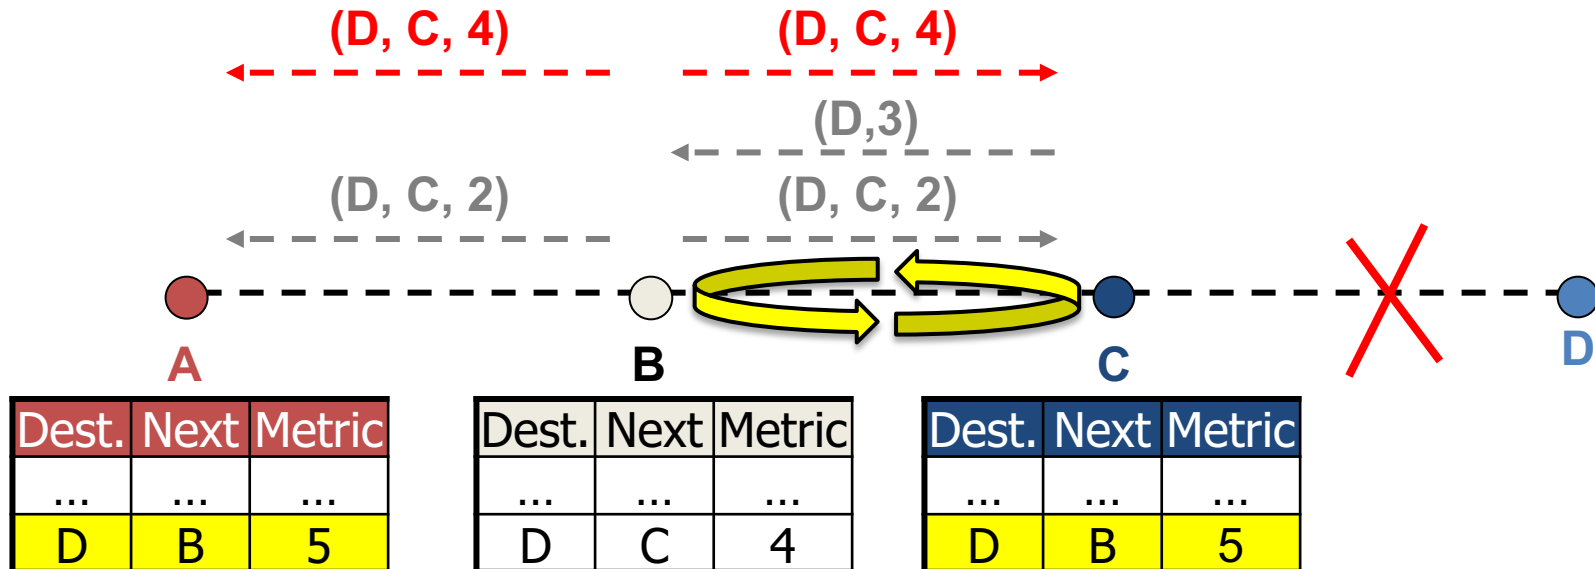 (D, C, 4) (D, C, 4)
(D,3)
(D, C, 2) (D, C, 2)
A B C D
Dest. Next Metric
... ... ...
D B 5
Dest. Next Metric
... ... ...
D C 4
Dest. Next Metric
... ... ...
D B 5